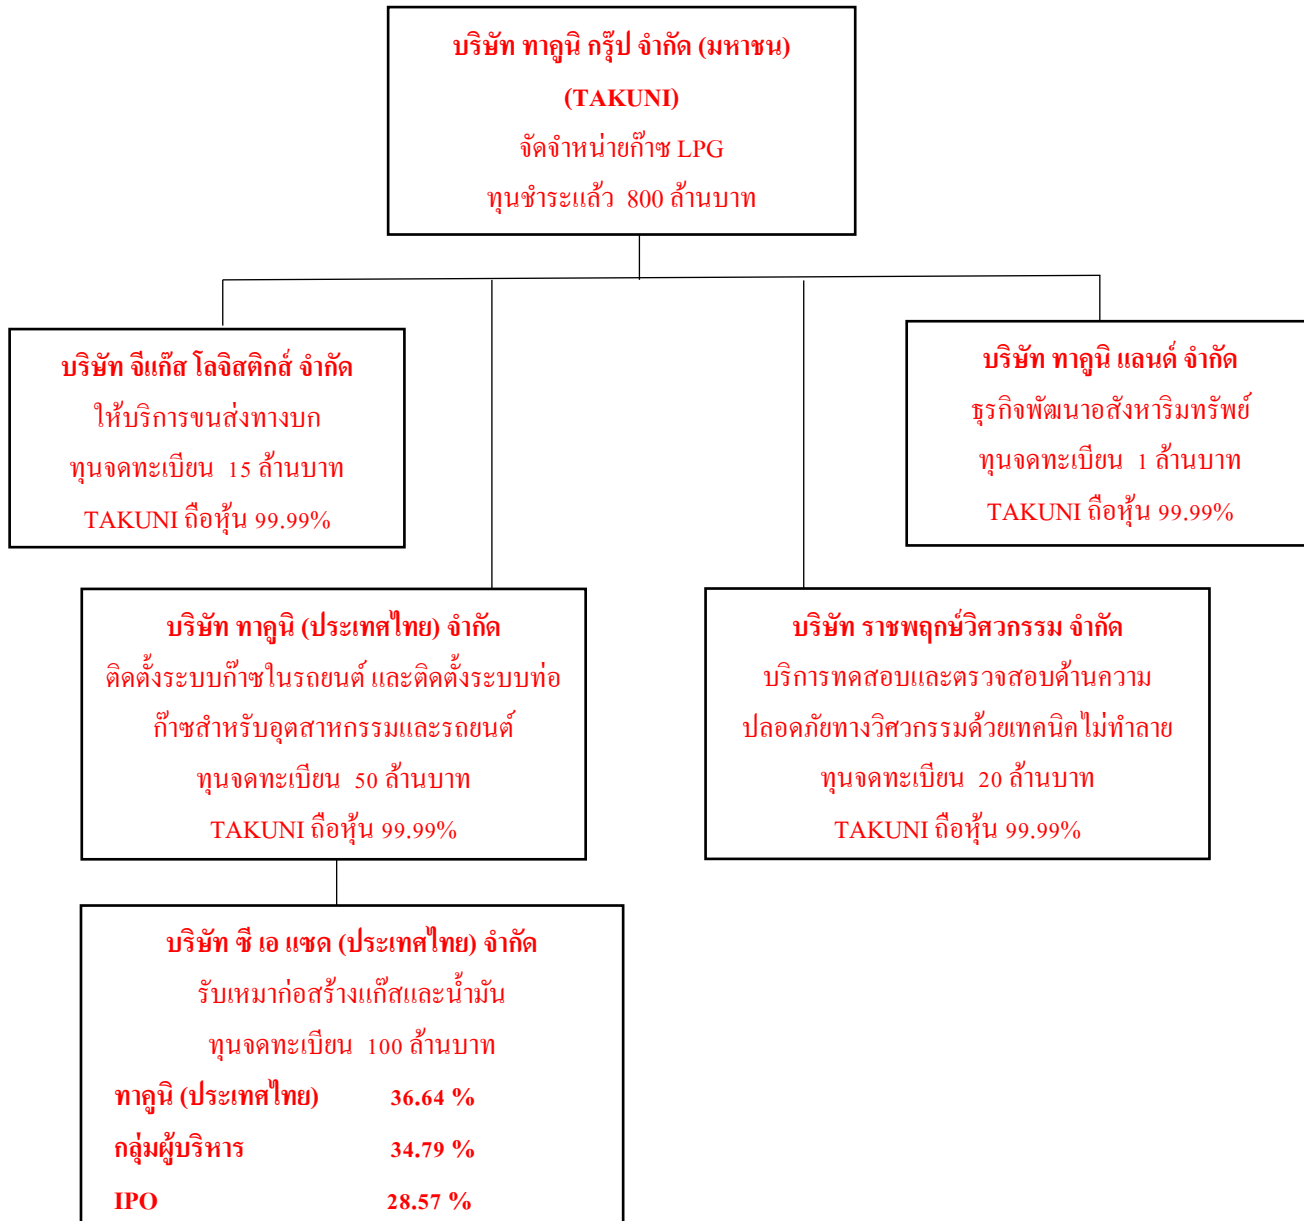 บริษัท ทาคูนิ กรุ๊ป จำกัด (มหาชน)
(TAKUNI)
จัดจำหน่ายก๊าซ LPG
ทุนชำระแล้ว 800 ล้านบาท
บริษัท จีแก๊ส โลจิสติกส์ จำกัด
ให้บริการขนส่งทางบก
ทุนจดทะเบียน 15 ล้านบาท
TAKUNI ถือหุ้น 99.99%
บริษัท ทาคูนิ แลนด์ จำกัด
ธุรกิจพัฒนาอสังหาริมทรัพย์
ทุนจดทะเบียน 1 ล้านบาท
TAKUNI ถือหุ้น 99.99%
บริษัท ทาคูนิ (ประเทศไทย) จำกัด
ติดตั้งระบบก๊าซในรถยนต์ และติดตั้งระบบท่อ
ก๊าซสำหรับอุตสาหกรรมและรถยนต์
ทุนจดทะเบียน 50 ล้านบาท
TAKUNI ถือหุ้น 99.99%
บริษัท ราชพฤกษ์วิศวกรรม จำกัด
บริการทดสอบและตรวจสอบด้านความ
ปลอดภัยทางวิศวกรรมด้วยเทคนิคไม่ทำลาย
ทุนจดทะเบียน 20 ล้านบาท
TAKUNI ถือหุ้น 99.99%
บริษัท ซี เอ แซด (ประเทศไทย) จำกัด
รับเหมาก่อสร้างแก๊สและน้ำมัน
ทุนจดทะเบียน 100 ล้านบาท
ทาคูนิ (ประเทศไทย) 36.64 %
กลุ่มผู้บริหาร 34.79 %
IPO 28.57 %